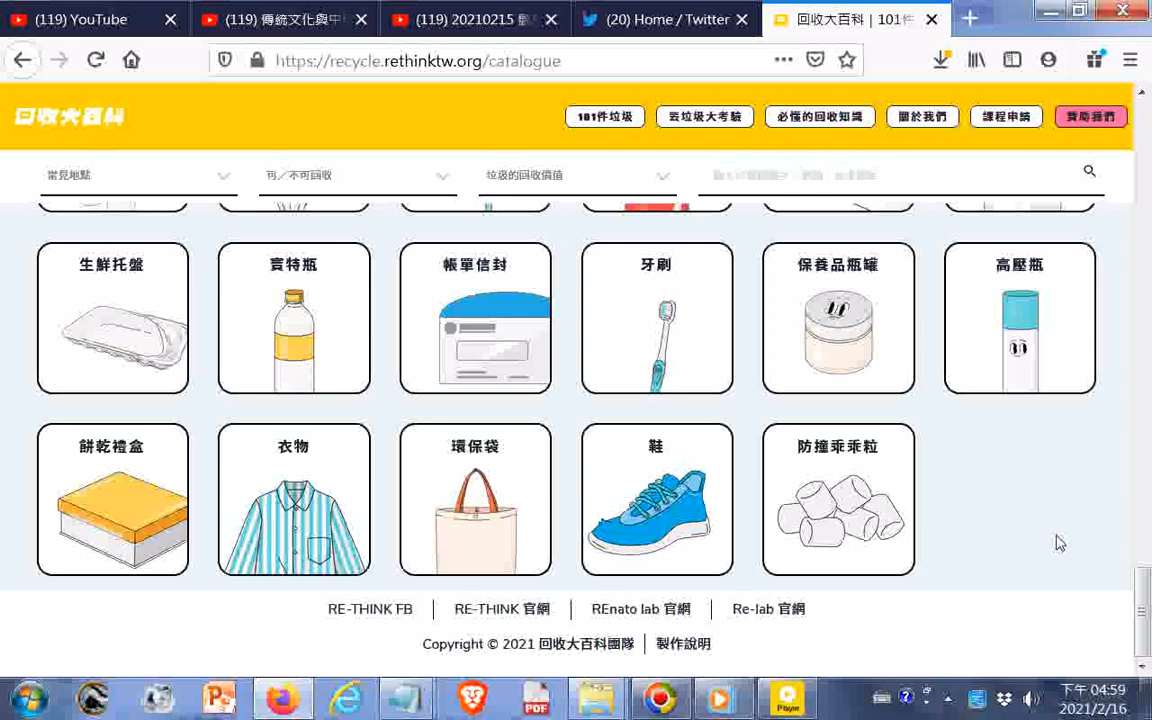 (119) YouTube
(119) 傳統文化與中
(119) 20210215
(20) Home / Twitter
回收大百科 | 101件
https://recycle.rethinktw.org/catalogue
回收大百科
101件垃圾
丟垃圾大考驗
必懂的回收知識
關於我們
課程申請
贊助我們
常見地點
可／不可回收
垃圾的回收價值
生鮮托盤
寶特瓶
帳單信封
牙刷
保養品瓶罐
高壓瓶
餅乾禮盒
衣物
環保袋
鞋
防撞乖乖粒
RE-THINK FB
RE-THINK 官網
REnato lab 官網
Re-lab 官網
Copyright © 2021 回收大百科團隊
製作說明
PDF
Player
下午 04:59
2021/2/16